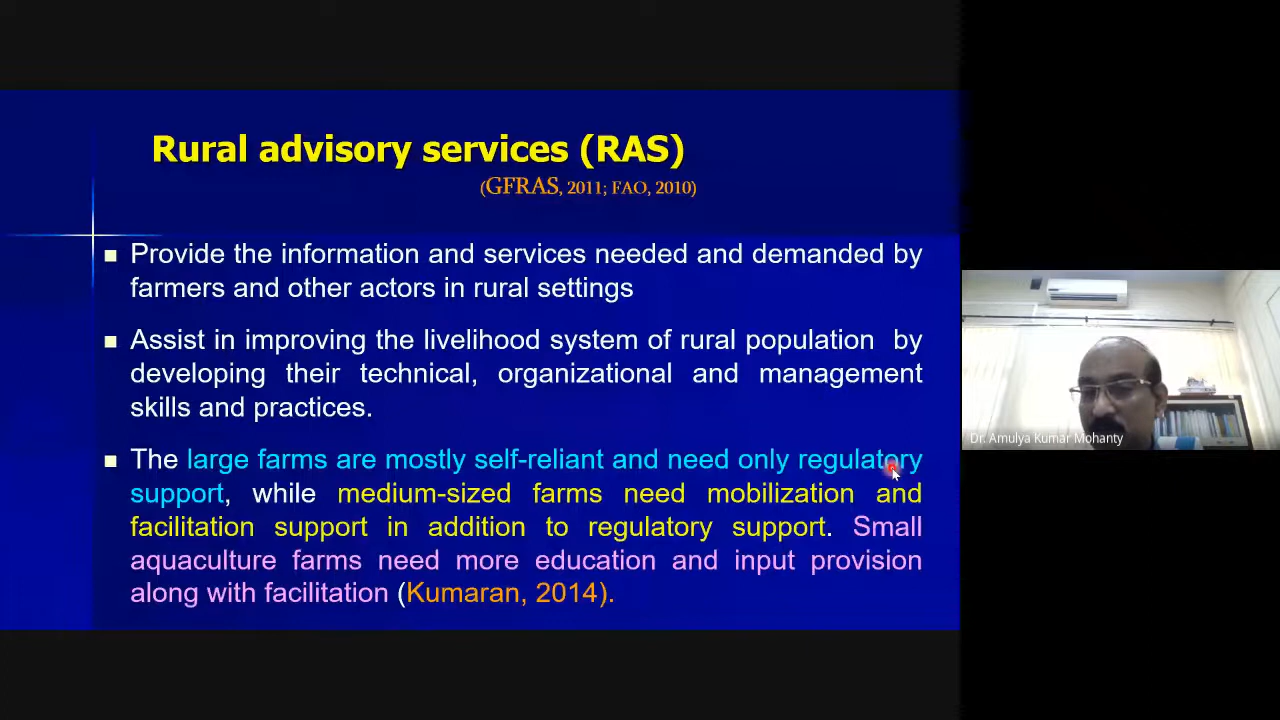 Rural advisory services (RAS)
(GFRAS, 2011; FAO, 2010)
Provide the information and services needed and demanded by
farmers and other actors in rural settings
Assist in improving the livelihood system of rural population by
developing their technical, organizational and management
skills and practices.
The large farms are mostly self-reliant and need only regulatory
support, while medium-sized farms need mobilization and
facilitation support in addition to regulatory support. Small
aquaculture farms need more education and input provision
along with facilitation (Kumaran, 2014).
Dr. Amulya Kumar Mohanty